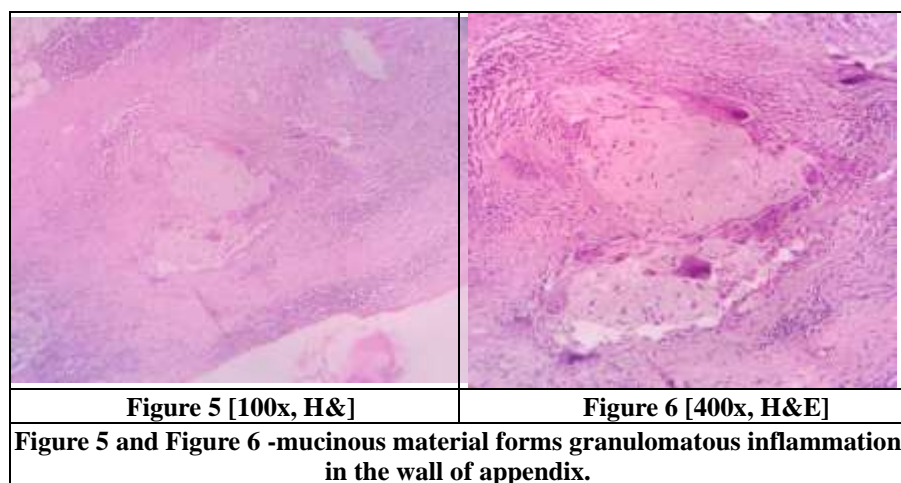 Figure 5 [100x, H&]
Figure 6 [400x, H&E]
Figure 5 and Figure 6 -mucinous material forms granulomatous inflammation
in the wall of appendix.